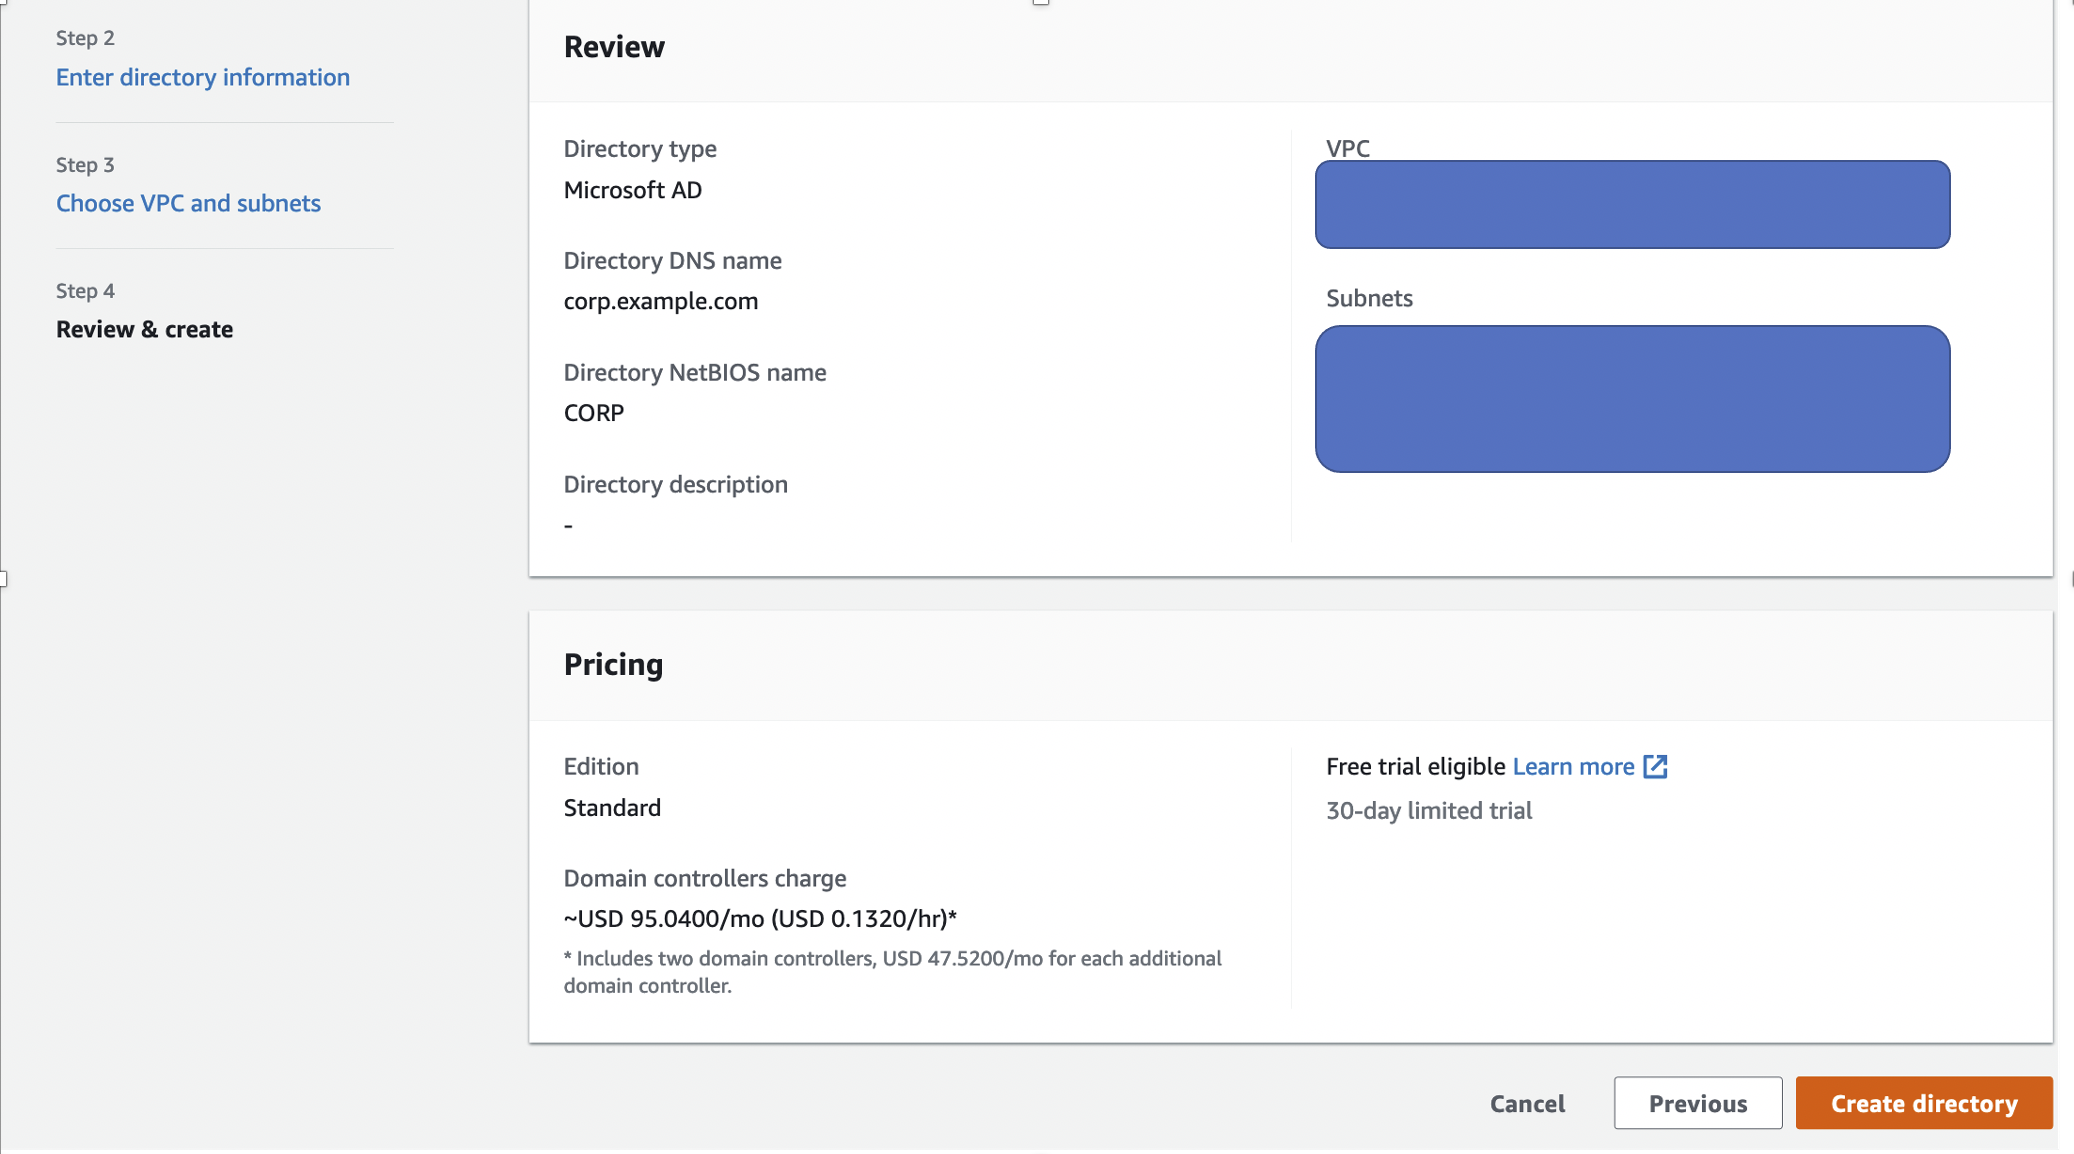 Step 2
Enter directory information
Step 3
Choose VPC and subnets
Step 4
Review & create
Review
Directory type
Microsoft AD
Directory DNS name
corp.example.com
Directory NetBIOS name
CORP
Directory description
-
VPC
Subnets
Pricing
Edition
Standard
Domain controllers charge
~USD 95.0400/mo (USD 0.1320/hr)*
* Includes two domain controllers, USD 47.5200/mo for each additional
domain controller.
Free trial eligible Learn more
30-day limited trial
Cancel
Previous
Create directory